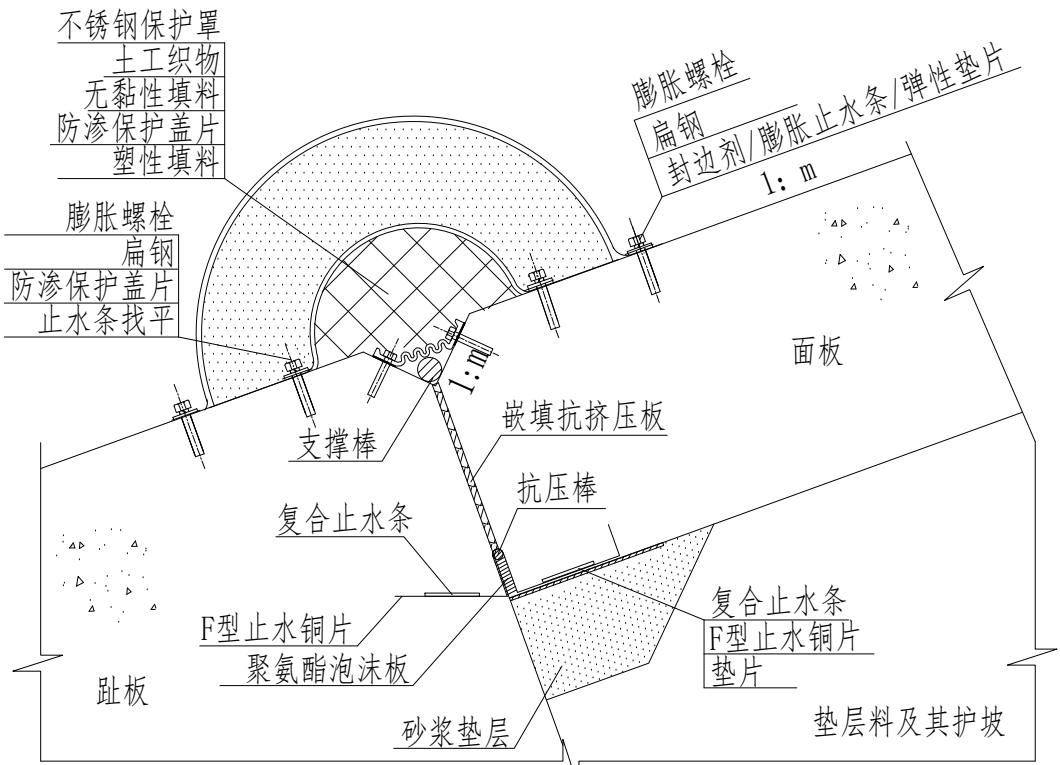 不锈钢保护罩
土工织物
无黏性填料
防渗保护盖片
塑性填料
膨胀螺栓
扁钢
封边剂/膨胀止水条/弹性垫片
1: m
膨胀螺栓
扁钢
防渗保护盖片
止水条找平
面板
1:m
支撑棒
嵌填抗挤压板
抗压棒
复合止水条
F型止水铜片
聚氨酯泡沫板
复合止水条
F型止水铜片
垫片
趾板
砂浆垫层
垫层料及其护坡